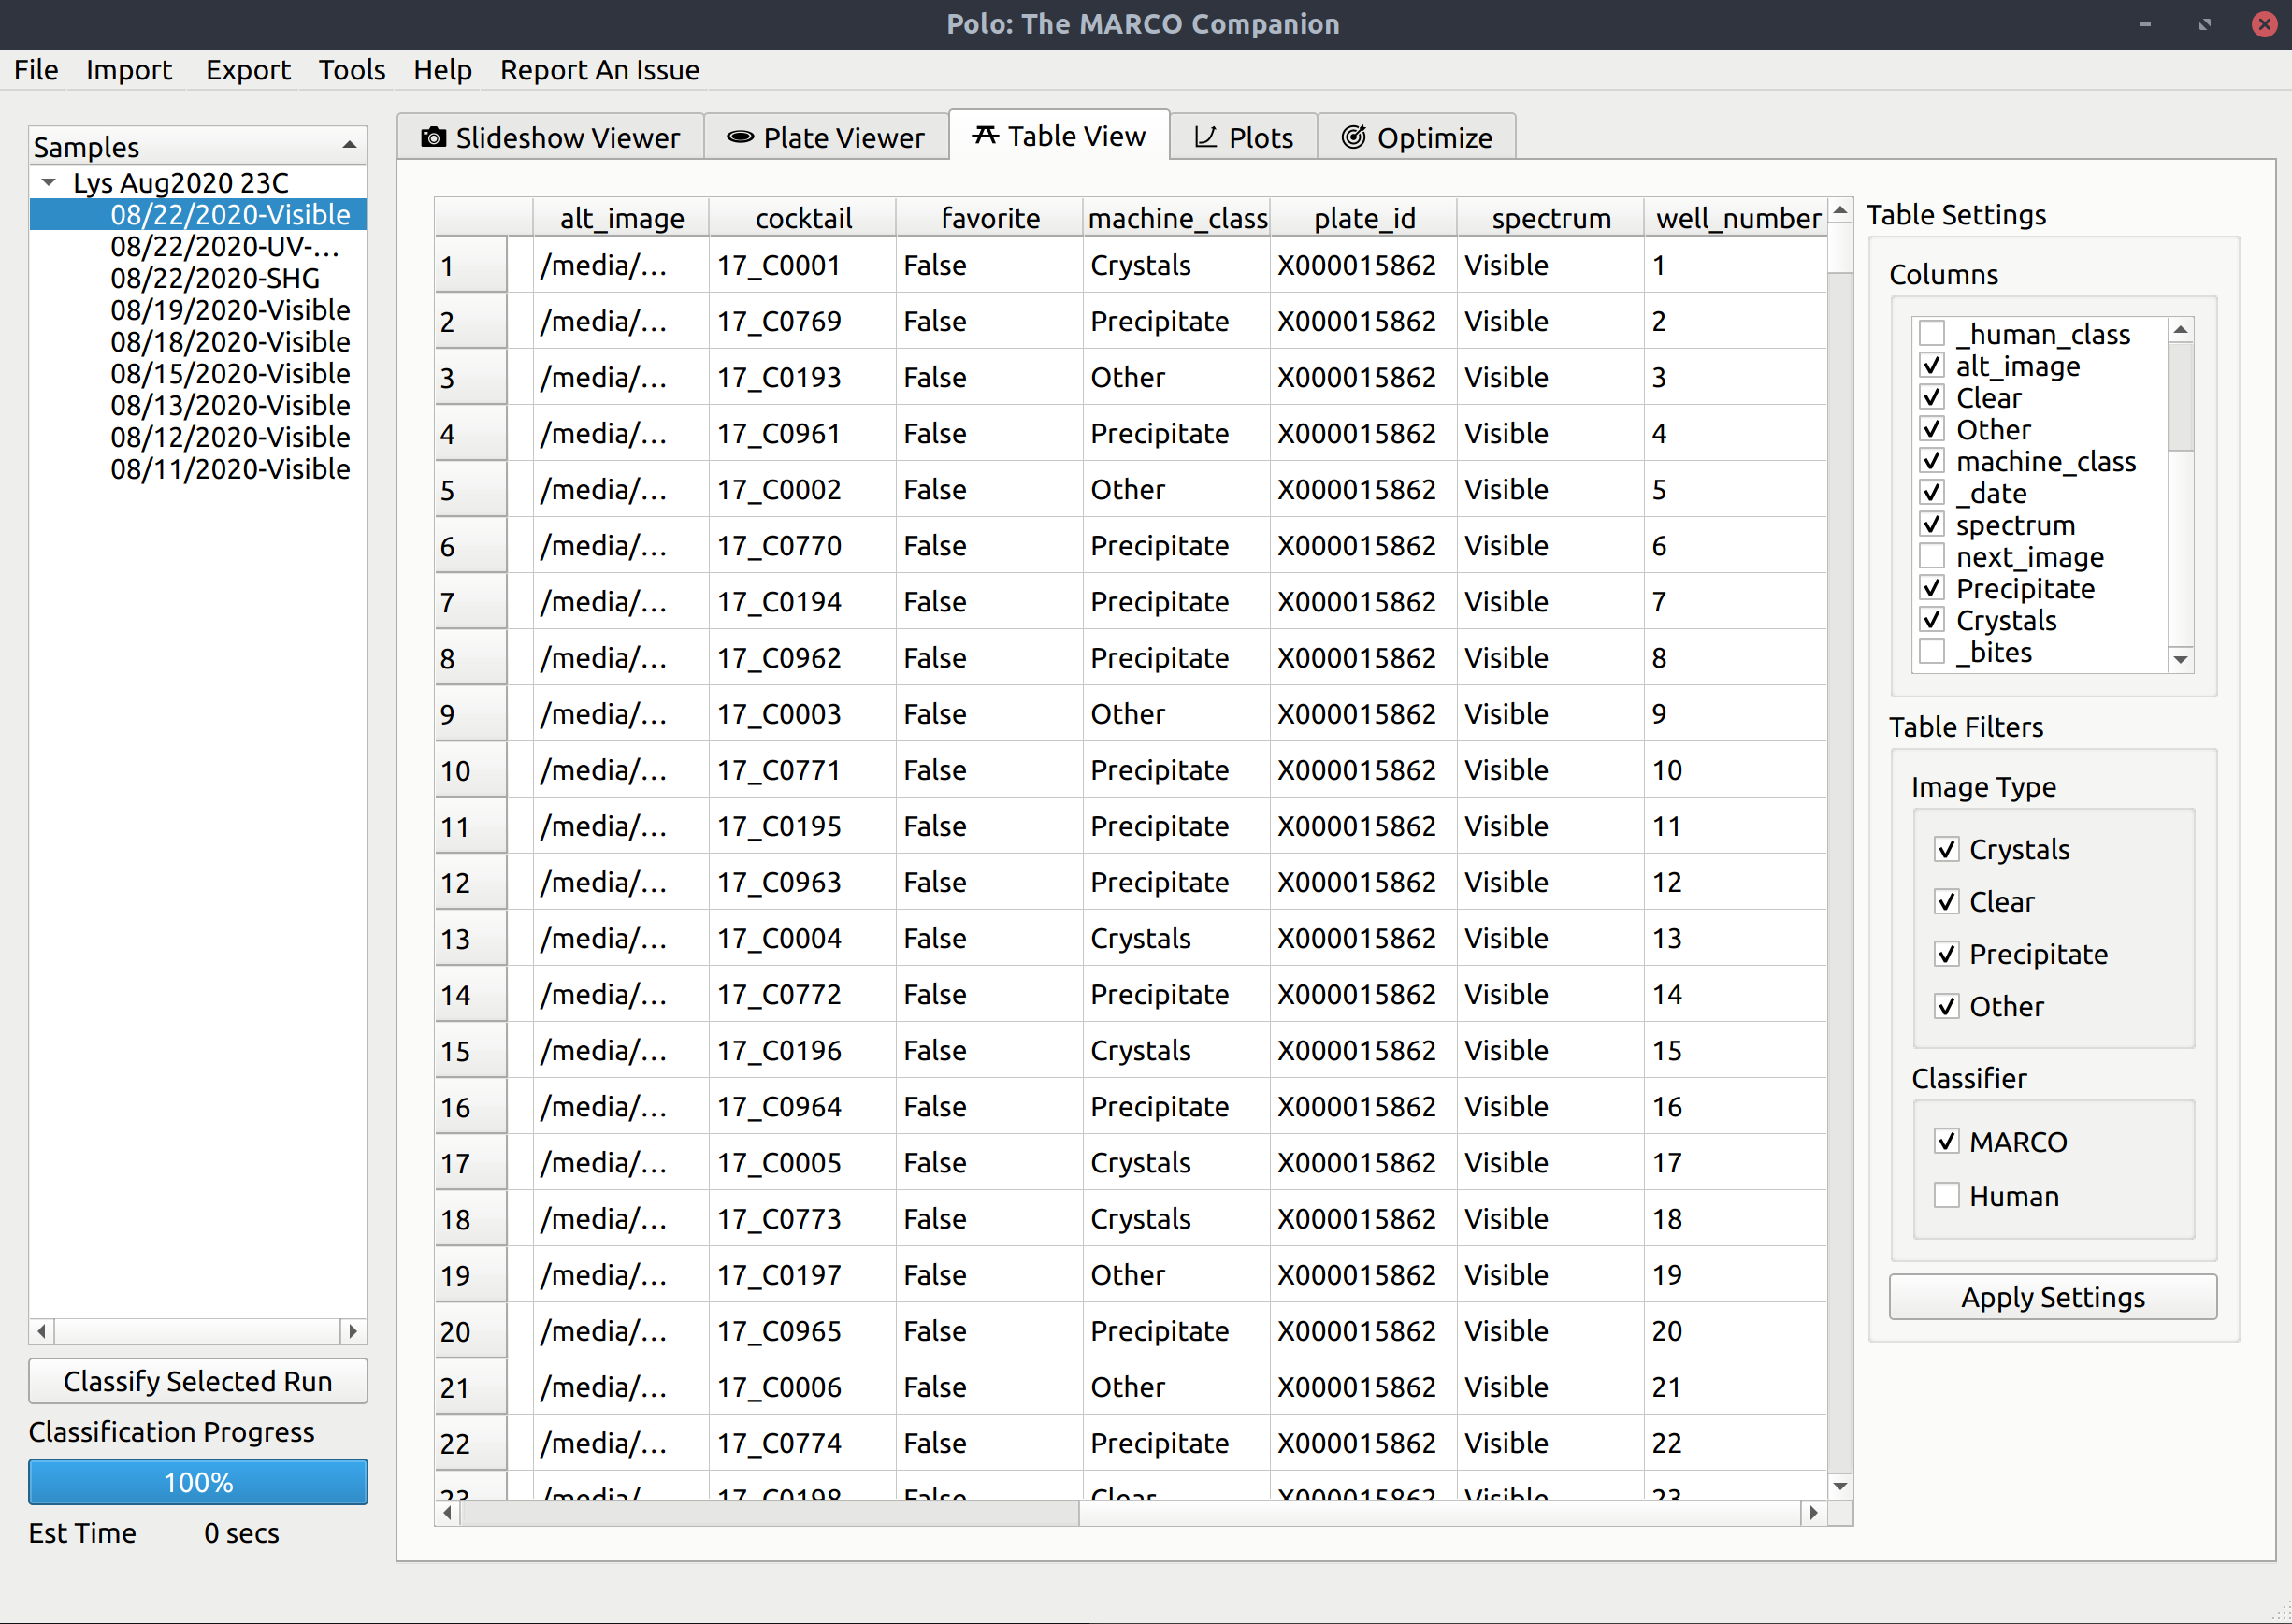 Polo: The MARCO Companion
File Import Export Tools Help Report An Issue
Samples
Lys Aug2020 23C
08/22/2020-Visible
08/22/2020-UV-...
08/22/2020-SHG
08/19/2020-Visible
08/18/2020-Visible
08/15/2020-Visible
08/13/2020-Visible
08/12/2020-Visible
08/11/2020-Visible
Classify Selected Run
Classification Progress
100%
Est Time 0 secs
Slideshow Viewer Plate Viewer Table View Plots Optimize
alt_image cocktail favorite machine_class plate_id spectrum well_number
1 /media/... 17_C0001 False Crystals X000015862 Visible 1
2 /media/... 17_C0769 False Precipitate X000015862 Visible 2
3 /media/... 17_C0193 False Other X000015862 Visible 3
4 /media/... 17_C0961 False Precipitate X000015862 Visible 4
5 /media/... 17_C0002 False Other X000015862 Visible 5
6 /media/... 17_C0770 False Precipitate X000015862 Visible 6
7 /media/... 17_C0194 False Precipitate X000015862 Visible 7
8 /media/... 17_C0962 False Precipitate X000015862 Visible 8
9 /media/... 17_C0003 False Other X000015862 Visible 9
10 /media/... 17_C0771 False Precipitate X000015862 Visible 10
11 /media/... 17_C0195 False Precipitate X000015862 Visible 11
12 /media/... 17_C0963 False Precipitate X000015862 Visible 12
13 /media/... 17_C0004 False Crystals X000015862 Visible 13
14 /media/... 17_C0772 False Precipitate X000015862 Visible 14
15 /media/... 17_C0196 False Crystals X000015862 Visible 15
16 /media/... 17_C0964 False Precipitate X000015862 Visible 16
17 /media/... 17_C0005 False Crystals X000015862 Visible 17
18 /media/... 17_C0773 False Crystals X000015862 Visible 18
19 /media/... 17_C0197 False Other X000015862 Visible 19
20 /media/... 17_C0965 False Precipitate X000015862 Visible 20
21 /media/... 17_C0006 False Other X000015862 Visible 21
22 /media/... 17_C0774 False Precipitate X000015862 Visible 22
23 /media/... 17_C0198 False Clear X000015862 Visible 23
Table Settings
Columns
_human_class
alt_image
Clear
Other
machine_class
_date
spectrum
next_image
Precipitate
Crystals
_bites
Table Filters
Image Type
Crystals
Clear
Precipitate
Other
Classifier
MARCO
Human
Apply Settings